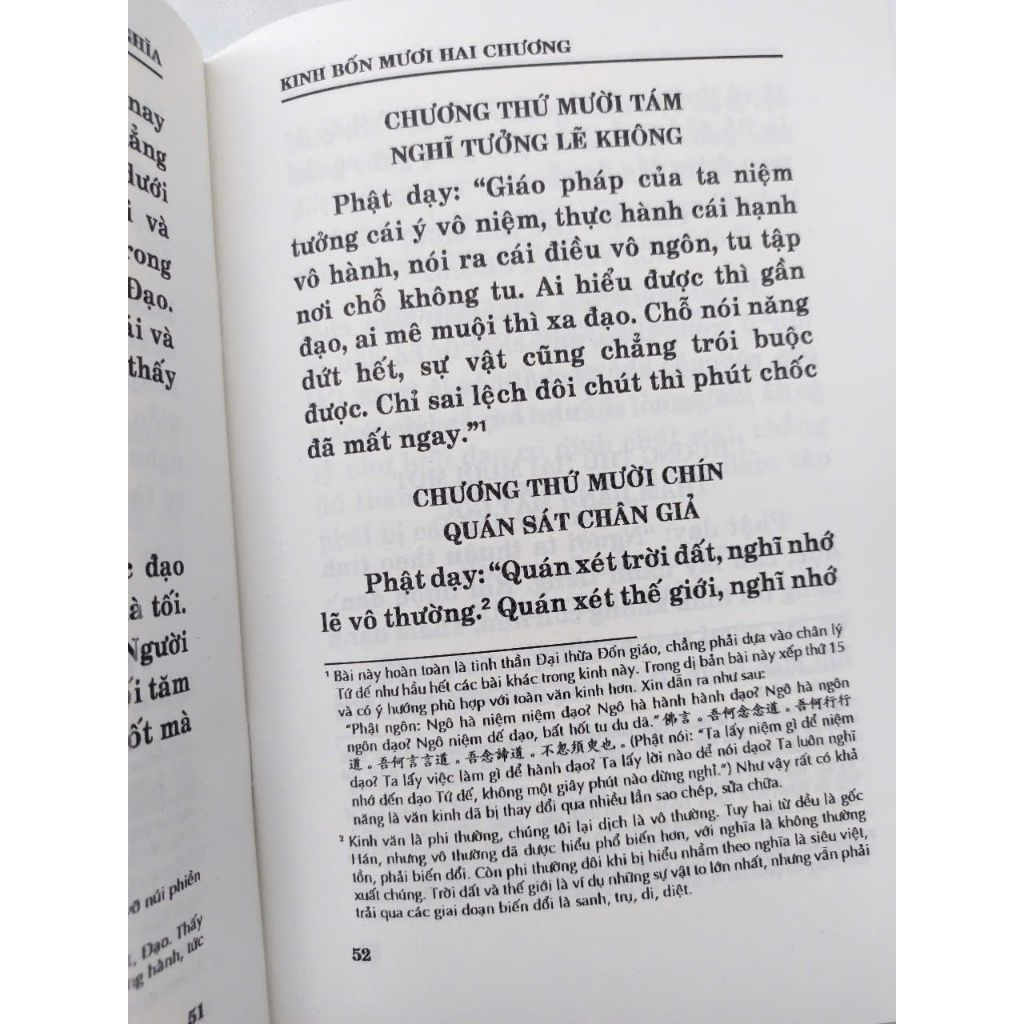 NGHĨA
nay
dưới
và
Đạo.
và
thấy
đạo
tối.
Người
tăm
mà
núi phiền
Đạo. Thấy
hành, tức
51
KINH BỐN MƯƠI HAI CHƯƠNG
CHƯƠNG THỨ MƯỜI TÁM
NGHĨ TƯỞNG LẼ KHÔNG
Phật dạy: “Giáo pháp của ta niệm
tưởng cái ý vô niệm, thực hành cái hạnh
vô hành, nói ra cái điều vô ngôn, tu tập
nơi chỗ không tu. Ai hiểu được thì gần
đạo, ai mê muội thì xa đạo. Chỗ nói năng
dứt hết, sự vật cũng chẳng trói buộc
được. Chỉ sai lệch đôi chút thì phút chốc
đã mất ngay.”¹
CHƯƠNG THỨ MƯỜI CHÍN
QUÁN SÁT CHÂN GIẢ
Phật dạy: “Quán xét trời đất, nghĩ nhớ
lẽ vô thường.² Quán xét thế giới, nghĩ nhớ
¹ Bài này hoàn toàn là tinh thần Đại thừa Đốn giáo, chẳng phải dựa vào chân lý
Tứ đế như hầu hết các bài khác trong kinh này. Trong dị bản bài này xếp thứ 15
và có ý hướng phù hợp với toàn văn kinh hơn. Xin dẫn ra như sau:
“Phật ngôn: Ngô hà niệm niệm đạo? Ngô hà hành hành đạo? Ngô hà ngôn
ngôn đạo? Ngô niệm đế đạo, bất hốt tu du dã.” 佛言。吾何念念道。吾何行行
道。吾何言言道。吾念諦道。不忽須臾也。(Phật nói: “Ta lấy niệm gì để niệm
đạo? Ta lấy việc làm gì để hành đạo? Ta lấy lời nào để nói đạo? Ta luôn nghĩ
nhớ đến đạo Tứ đế, không một giây phút nào dừng nghỉ.”) Như vậy rất có khả
năng là văn kinh đã bị thay đổi qua nhiều lần sao chép, sửa chữa.
² Kinh văn là phi thường, chúng tôi lại dịch là vô thường. Tuy hai từ đều là gốc
Hán, nhưng vô thường đã được hiểu phổ biến hơn, với nghĩa là không thường
tồn, phải biến đổi. Còn phi thường đôi khi bị hiểu nhầm theo nghĩa là siêu việt,
xuất chúng. Trời đất và thế giới là ví dụ những sự vật to lớn nhất, nhưng vẫn phải
trải qua các giai đoạn biến đổi là sanh, trụ, dị, diệt.
52